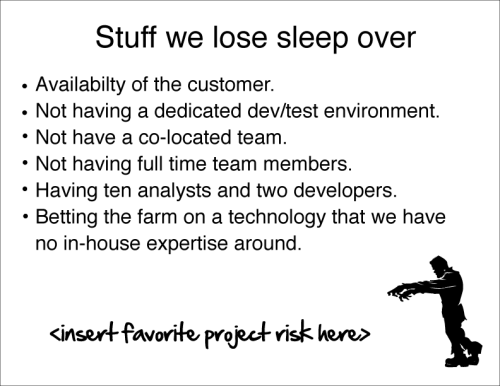 Stuff we lose sleep over
• Availabilty of the customer.
• Not having a dedicated dev/test environment.
• Not have a co-located team.
• Not having full time team members.
• Having ten analysts and two developers.
• Betting the farm on a technology that we have
no in-house expertise around.
<insert favorite project risk here>